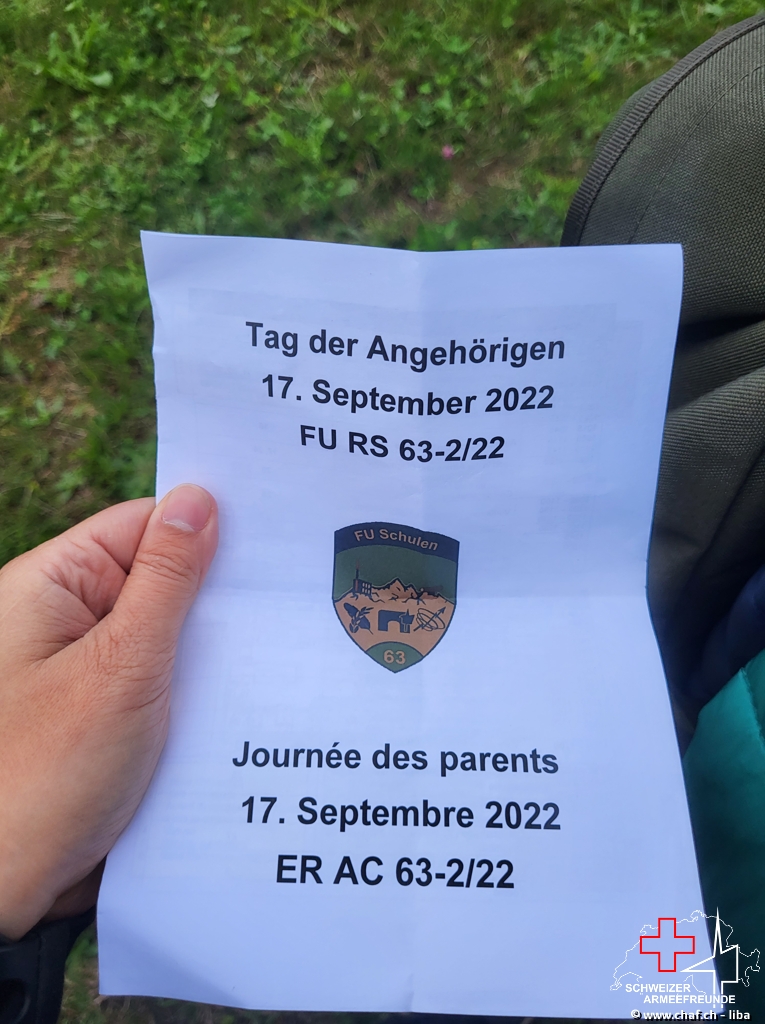 Tag der Angehörigen
17. September 2022
FU RS 63-2/22
FU Schulen
63
Journée des parents
17. Septembre 2022
ER AC 63-2/22
SCHWEIZER
ARMEEFREUNDE
© www.chaf.ch - liba